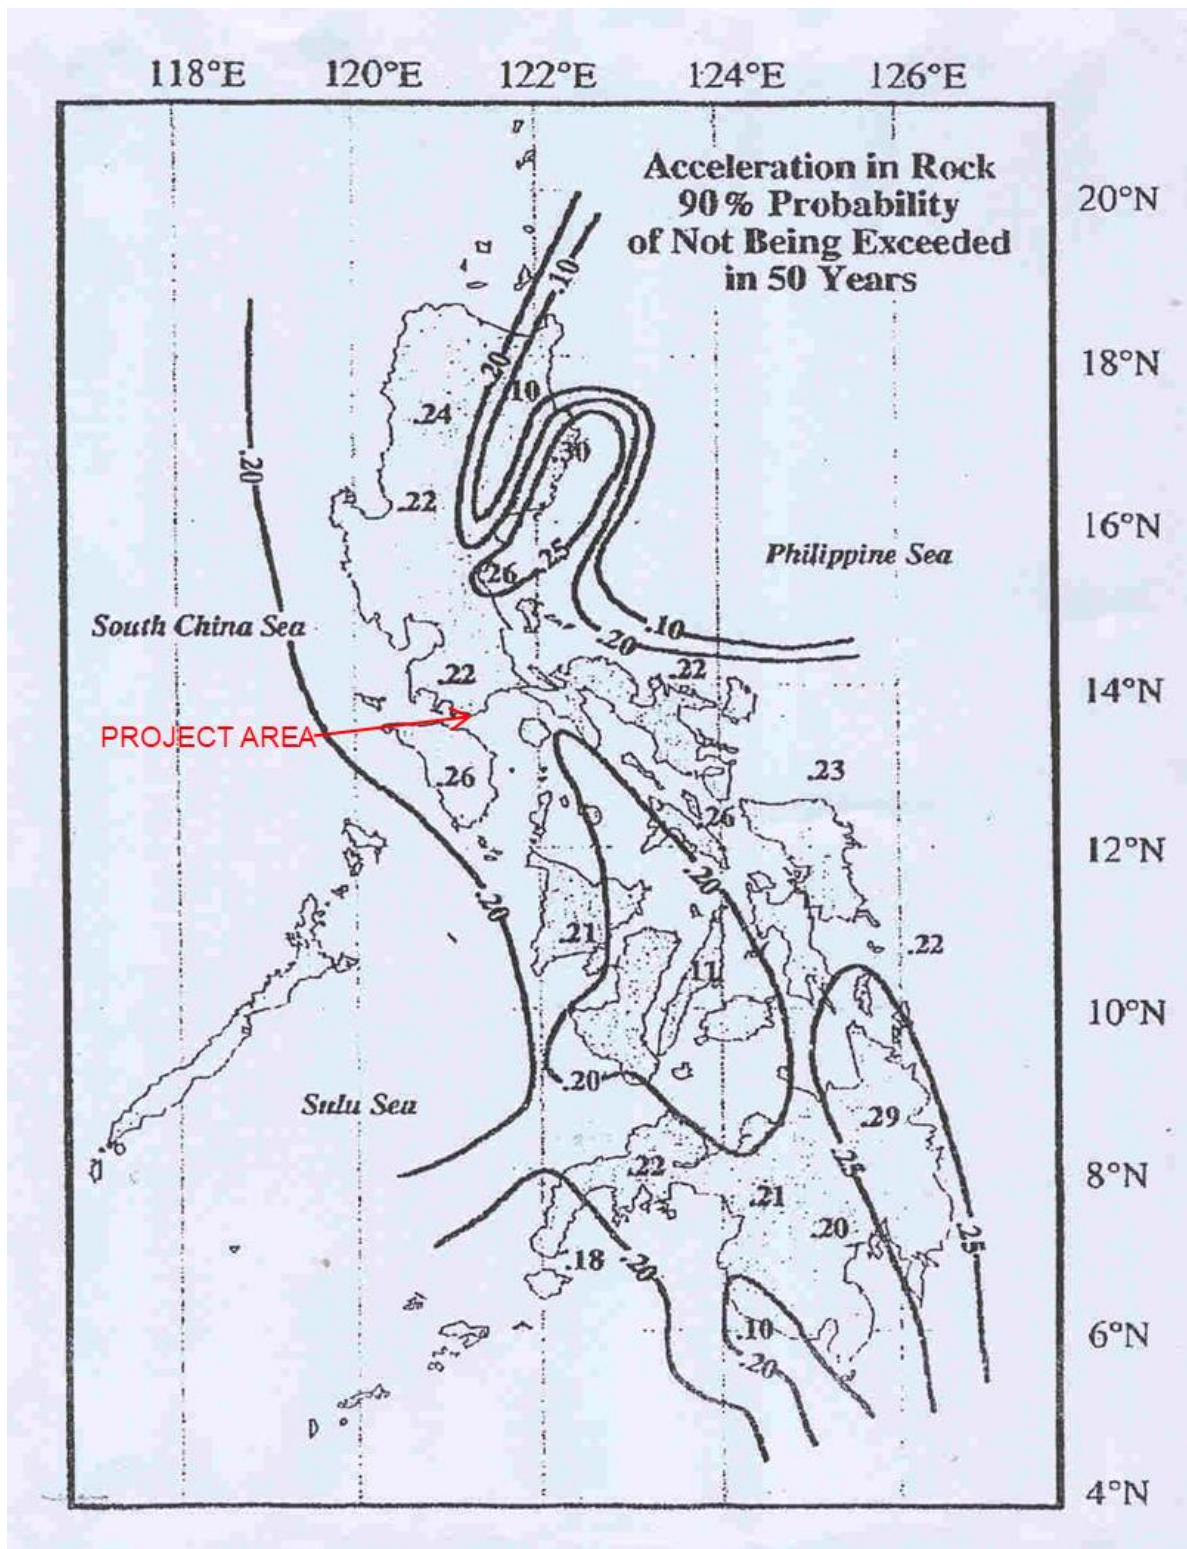 118°E 120°E 122°E 124°E 126°E
Acceleration in Rock
90% Probability
of Not Being Exceeded
in 50 Years
20°N
.10
.20
18°N
.10
.24
.20
.30
.22
16°N
.25
Philippine Sea
.26
South China Sea
.10
.20
.22
.22
14°N
PROJECT AREA
.23
.26
.26
12°N
.20
.20
.21
.22
.11
10°N
.20
Sulu Sea
.29
.25
.22
8°N
.21
.20
.25
.18
.20
.10
6°N
.20
4°N